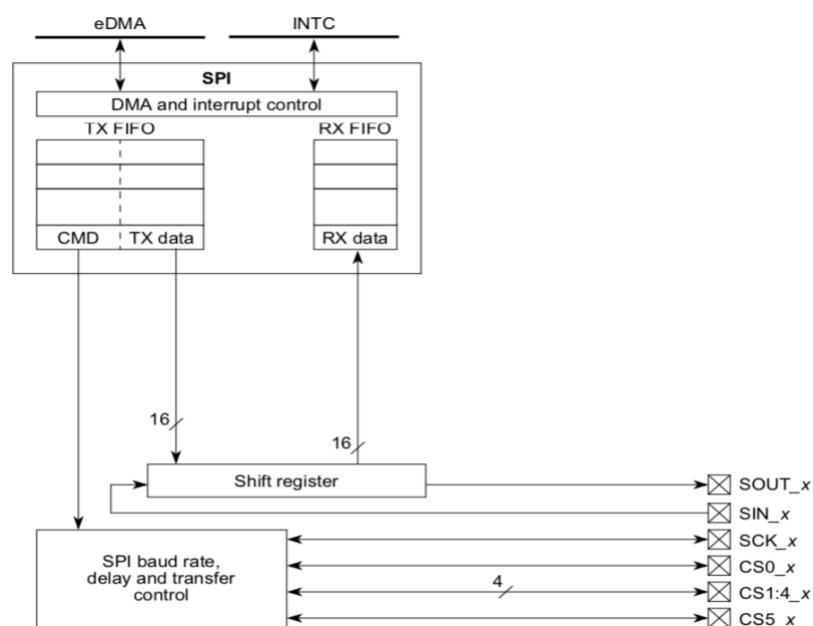 eDMA
INTC
SPI
DMA and interrupt control
TX FIFO
RX FIFO
CMD
TX data
RX data
16
16
Shift register
SOUT_x
SIN_x
SCK_x
SPI baud rate,
delay and transfer
control
CS0_x
4
CS1:4_x
CS5_x